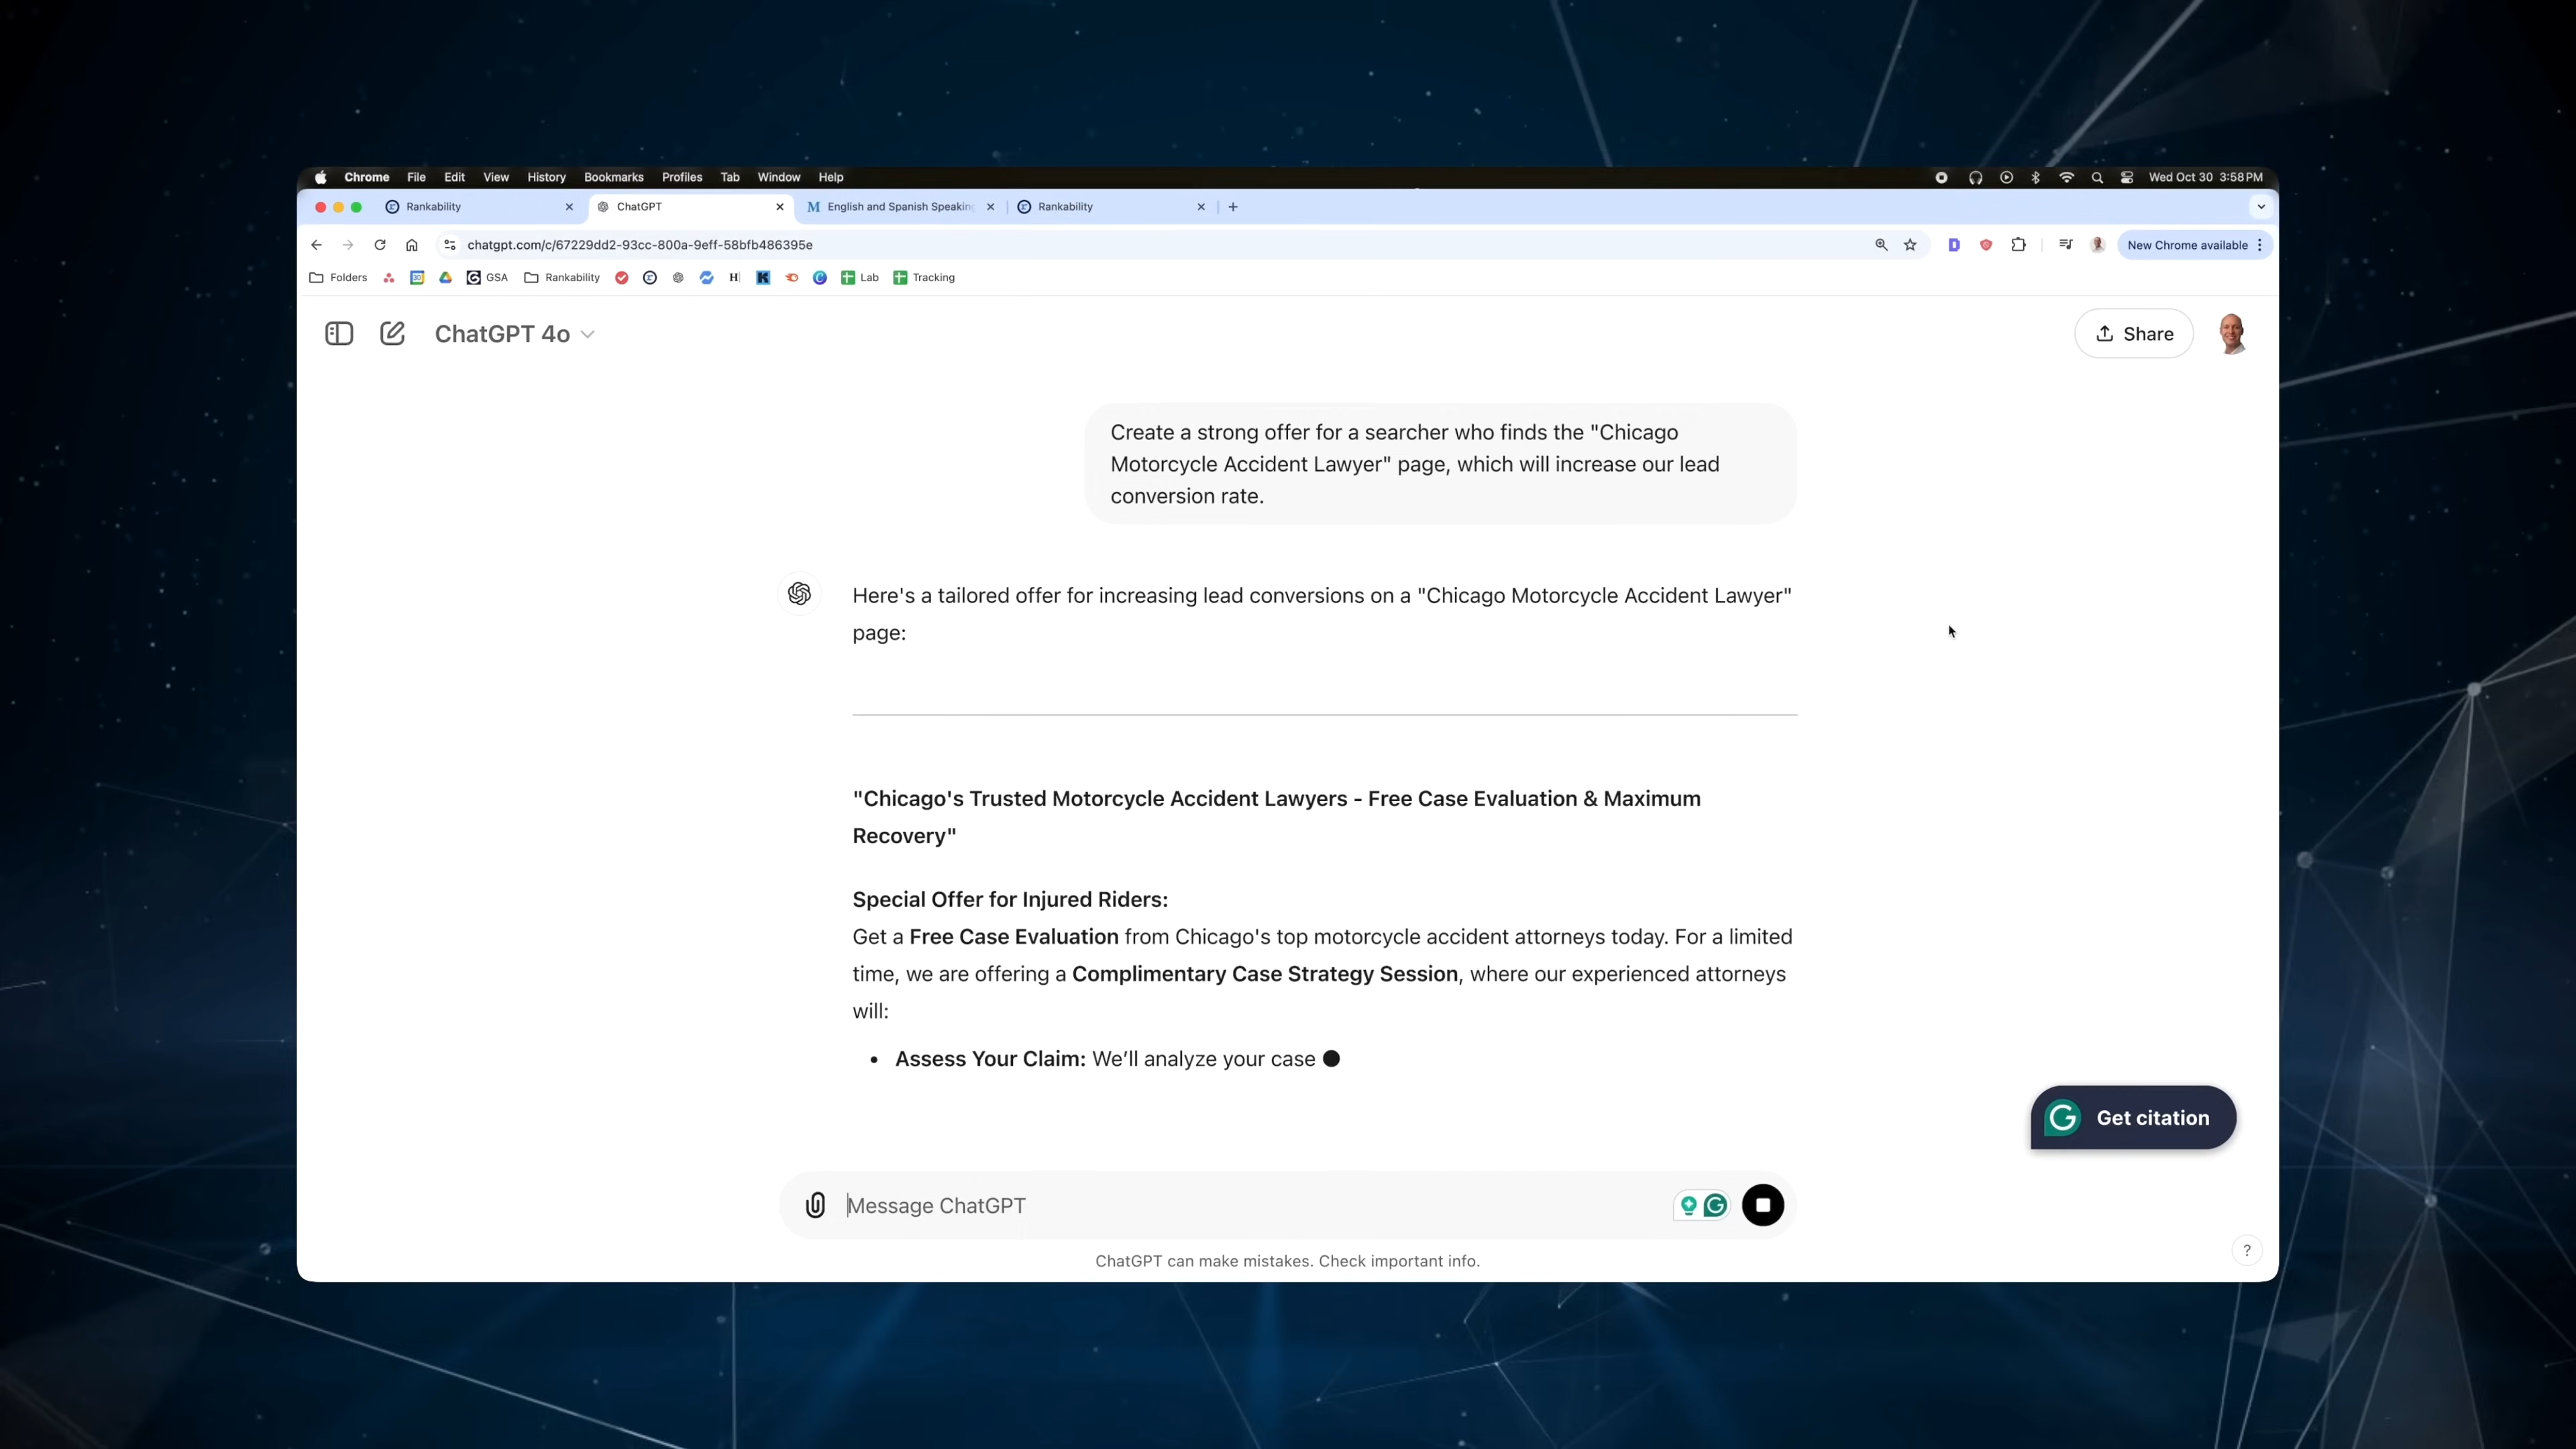 Chrome File Edit View History Bookmarks Profiles Tab Window Help Wed Oct 30 3:58 PM
Rankability ChatGPT English and Spanish Speaking Rankability
chatgpt.com/c/67229dd2-93cc-800a-9eff-58bfb486395e New Chrome available
Folders GSA Rankability H K Lab Tracking
ChatGPT 4o Share
Create a strong offer for a searcher who finds the "Chicago
Motorcycle Accident Lawyer" page, which will increase our lead
conversion rate.
Here's a tailored offer for increasing lead conversions on a "Chicago Motorcycle Accident Lawyer"
page:
"Chicago's Trusted Motorcycle Accident Lawyers - Free Case Evaluation & Maximum
Recovery"
Special Offer for Injured Riders:
Get a Free Case Evaluation from Chicago's top motorcycle accident attorneys today. For a limited
time, we are offering a Complimentary Case Strategy Session, where our experienced attorneys
will:
• Assess Your Claim: We’ll analyze your case
Get citation
Message ChatGPT
ChatGPT can make mistakes. Check important info.
?